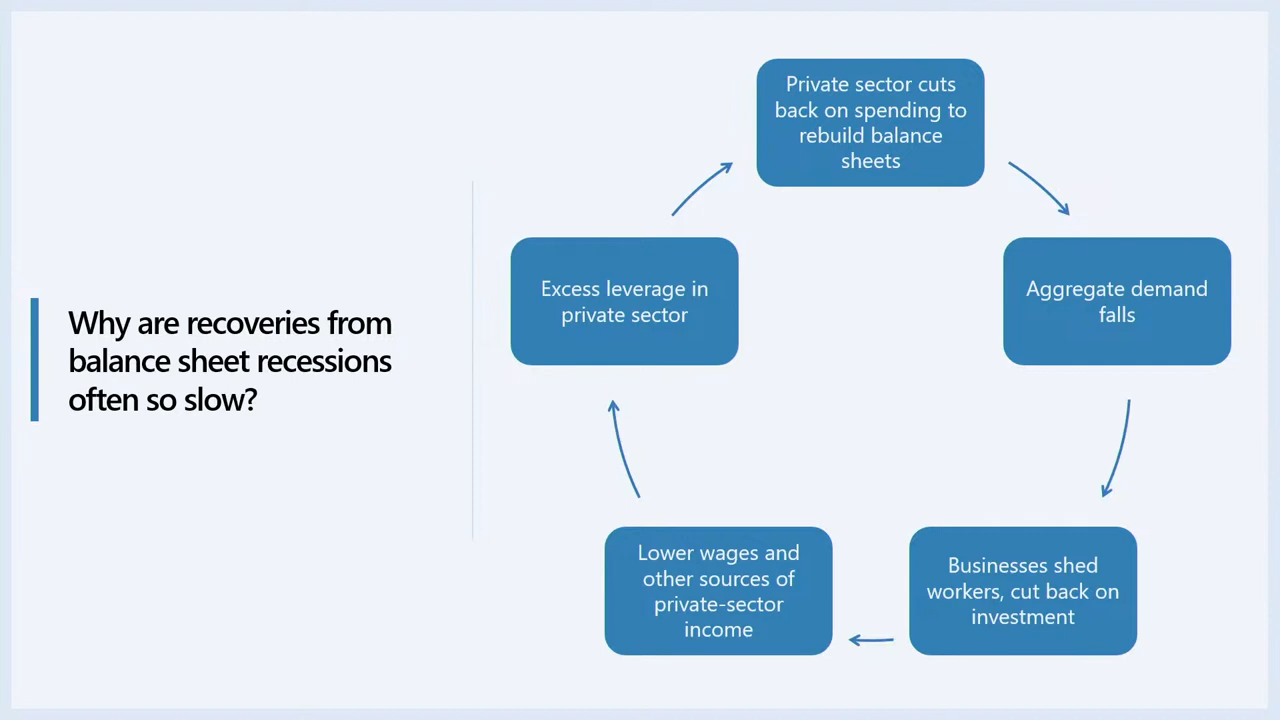 Why are recoveries from
balance sheet recessions
often so slow?
Private sector cuts
back on spending to
rebuild balance
sheets
Aggregate demand
falls
Businesses shed
workers, cut back on
investment
Lower wages and
other sources of
private-sector
income
Excess leverage in
private sector